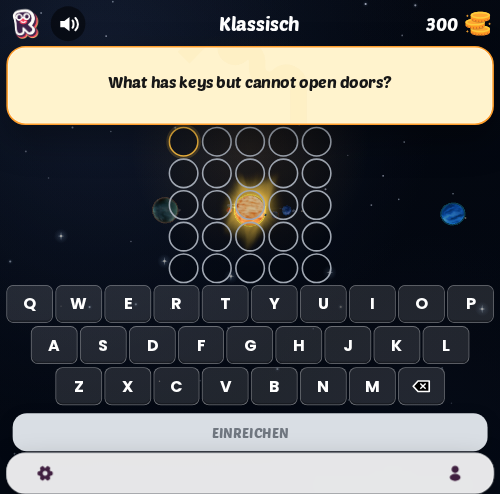 Klassisch
300
What has keys but cannot open doors?
Q W E R T Y U I O P
A S D F G H J K L
Z X C V B N M
EINREICHEN